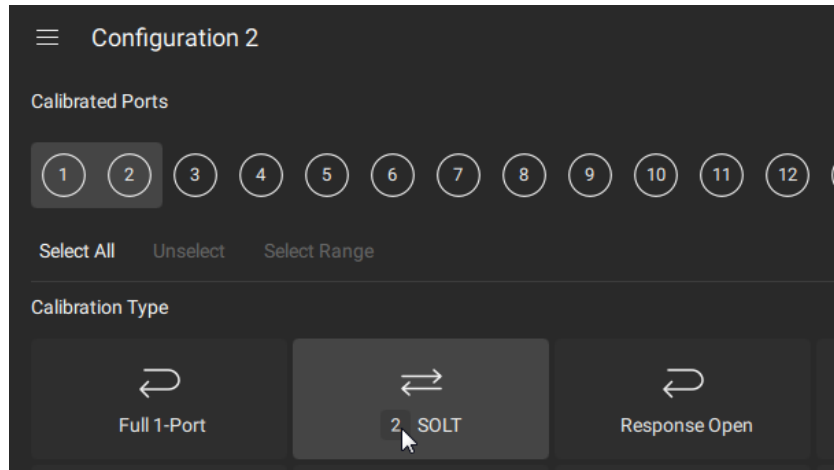 Configuration 2
Calibrated Ports
1 2 3 4 5 6 7 8 9 10 11 12
Select All Unselect Select Range
Calibration Type
Full 1-Port 2 SOLT Response Open